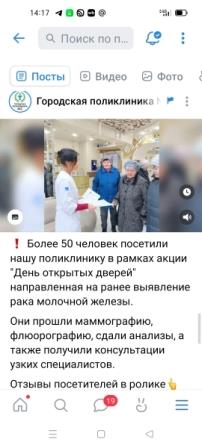 14:17
Поиск по п...
Посты
Видео
Фото
Городская поликлиника
❗ Более 50 человек посетили
нашу поликлинику в рамках акции
"День открытых дверей"
направленная на ранее выявление
рака молочной железы.
Они прошли маммографию,
флюорографию, сдали анализы, а
также получили консультации
узких специалистов.
Отзывы посетителей в ролике👆
19